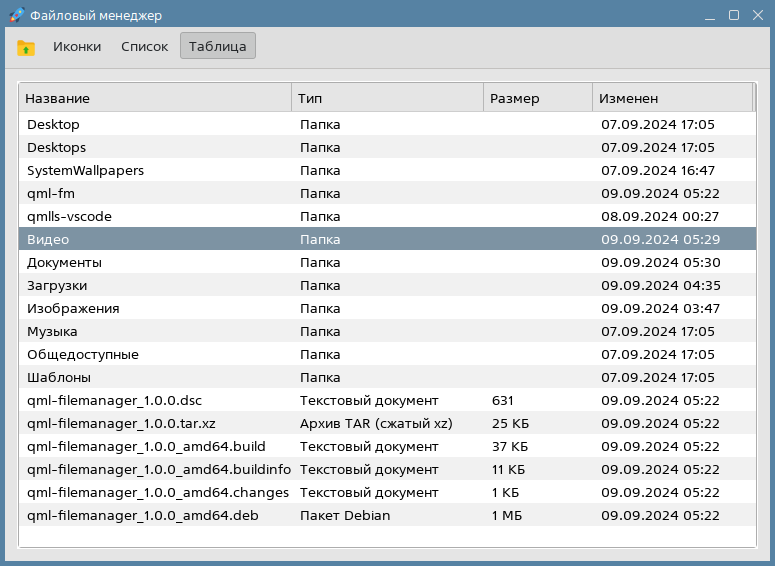 Файловый менеджер
Иконки Список Таблица
Название Тип Размер Изменен
Desktop Папка 07.09.2024 17:05
Desktops Папка 07.09.2024 17:05
SystemWallpapers Папка 07.09.2024 16:47
qml-fm Папка 09.09.2024 05:22
qmlls-vscode Папка 08.09.2024 00:27
Видео Папка 09.09.2024 05:29
Документы Папка 09.09.2024 05:30
Загрузки Папка 09.09.2024 04:35
Изображения Папка 09.09.2024 03:47
Музыка Папка 07.09.2024 17:05
Общедоступные Папка 07.09.2024 17:05
Шаблоны Папка 07.09.2024 17:05
qml-filemanager_1.0.0.dsc Текстовый документ 631 09.09.2024 05:22
qml-filemanager_1.0.0.tar.xz Архив TAR (сжатый xz) 25 КБ 09.09.2024 05:22
qml-filemanager_1.0.0_amd64.build Текстовый документ 37 КБ 09.09.2024 05:22
qml-filemanager_1.0.0_amd64.buildinfo Текстовый документ 11 КБ 09.09.2024 05:22
qml-filemanager_1.0.0_amd64.changes Текстовый документ 1 КБ 09.09.2024 05:22
qml-filemanager_1.0.0_amd64.deb Пакет Debian 1 МБ 09.09.2024 05:22